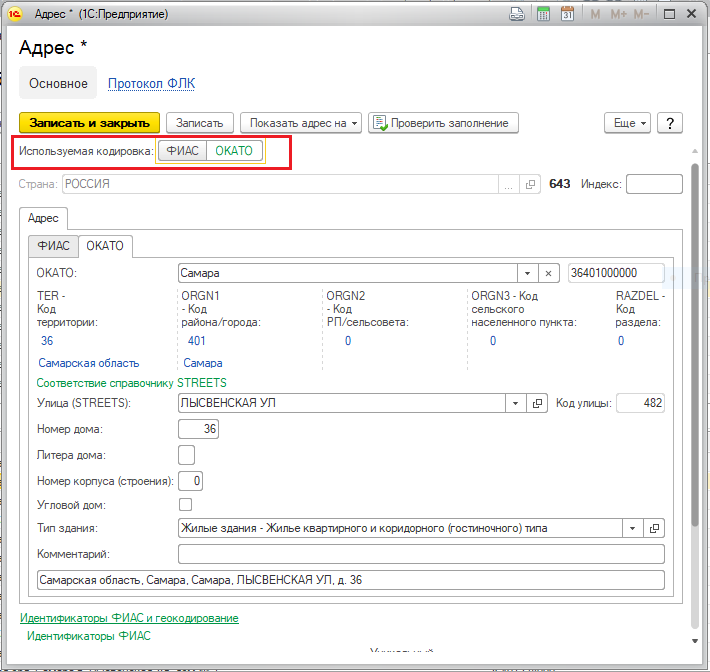 Адрес * (1С:Предприятие)
M M+ M-
Адрес *
Основное Протокол ФЛК
Записать и закрыть Записать Показать адрес на Проверить заполнение Еще ?
Используемая кодировка: ФИАС ОКАТО
Страна: РОССИЯ ... 643 Индекс:
Адрес
ФИАС ОКАТО
ОКАТО: Самара 36401000000
TER - ORGN1 ORGN2 ORGN3 - Код RAZDEL -
Код - Код - Код сельского Код
территории: района/города: РП/сельсовета: населенного пункта: раздела:
36 401 0 0 0
Самарская область Самара
Соответствие справочнику STREETS
Улица (STREETS): ЛЫСВЕНСКАЯ УЛ Код улицы: 482
Номер дома: 36
Литера дома:
Номер корпуса (строения): 0
Угловой дом:
Тип здания: Жилые здания - Жилье квартирного и коридорного (гостиночного) типа
Комментарий:
Самарская область, Самара, Самара, ЛЫСВЕНСКАЯ УЛ, д. 36
Идентификаторы ФИАС и геокодирование
Идентификаторы ФИАС